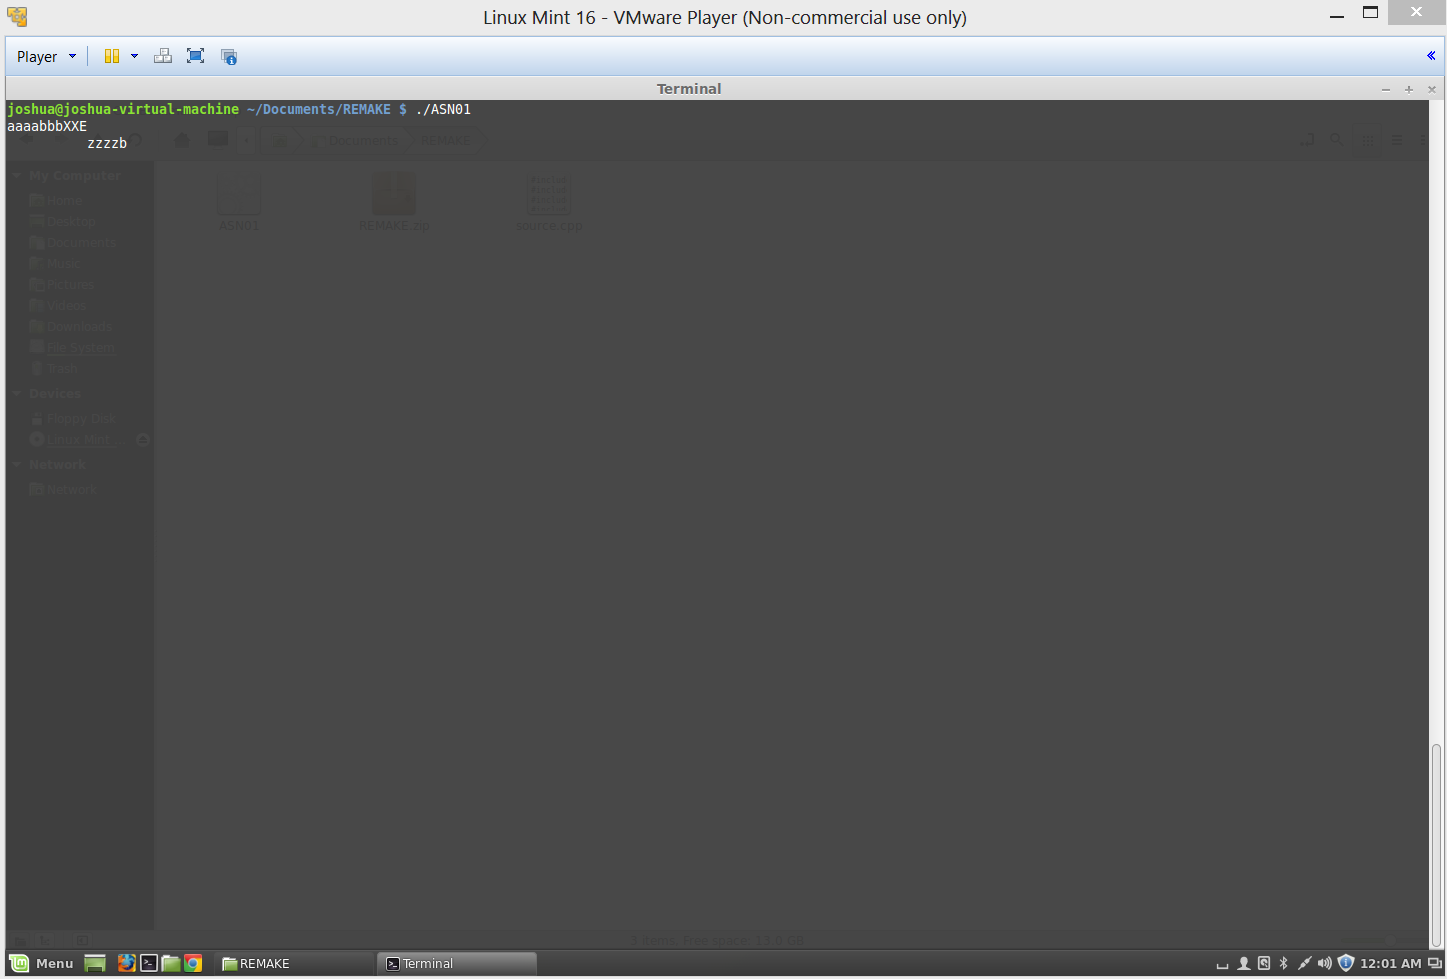 Linux Mint 16 - VMware Player (Non-commercial use only)
Player
Terminal
joshua@joshua-virtual-machine ~/Documents/REMAKE $ ./ASN01
aaaabbbXXE
zzzzb
Documents
REMAKE
My Computer
Home
Desktop
Documents
Music
Pictures
Videos
Downloads
File System
Trash
Devices
Floppy Disk
Linux Mint
Network
Network
ASN01
REMAKE.zip
source.cpp
3 items, Free space: 13.0 GB
Menu
REMAKE
Terminal
12:01 AM